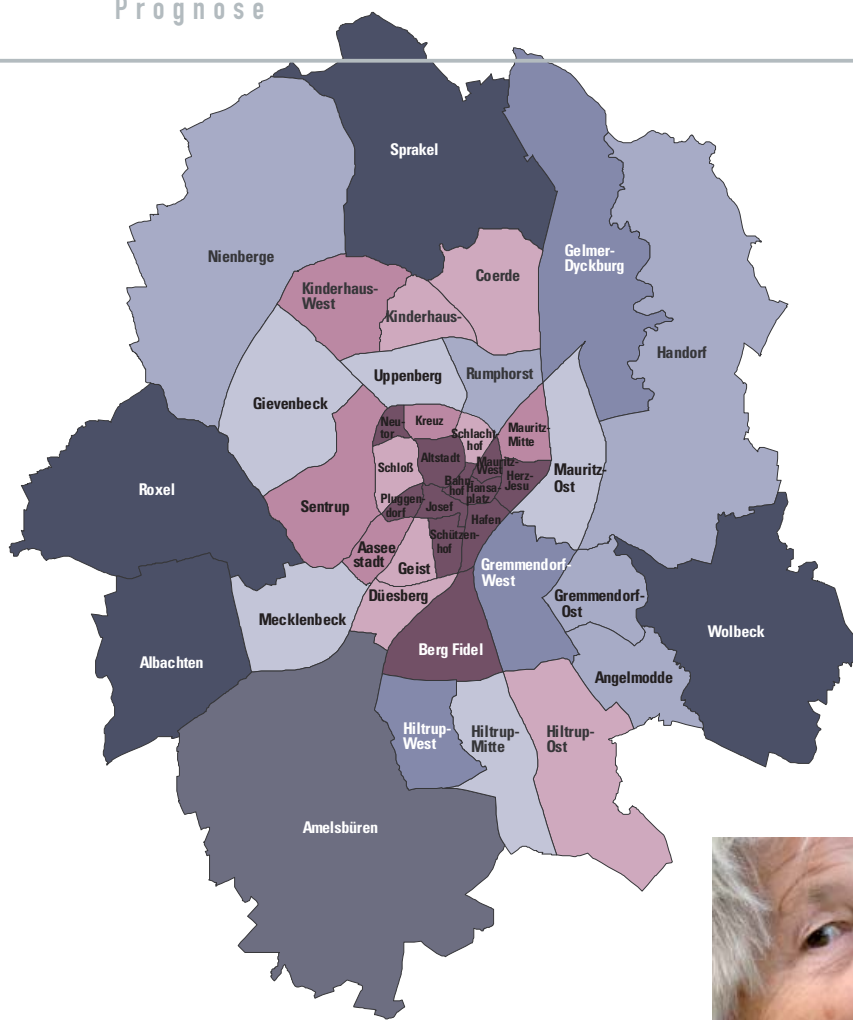 Prognose
Sprakel
Nienberge
Gelmer-
Dyckburg
Coerde
Kinderhaus-
West
Kinderhaus-
Handorf
Uppenberg
Rumphorst
Gievenbeck
Neu-
tor
Kreuz
Schlacht
hof
Mauritz-
Mitte
Altstadt
Schloß
Mauritz-
West
Herz-
Jesu
Mauritz-
Ost
Bahn-
hof
Hansa-
platz
Roxel
Sentrup
Pluggen-
dorf
Josef
Hafen
Schützen-
hof
Aasee
stadt
Geist
Gremmendorf-
West
Düesberg
Gremmendorf-
Ost
Mecklenbeck
Wolbeck
Berg Fidel
Albachten
Angelmodde
Hiltrup-
West
Hiltrup-
Mitte
Hiltrup-
Ost
Amelsbüren